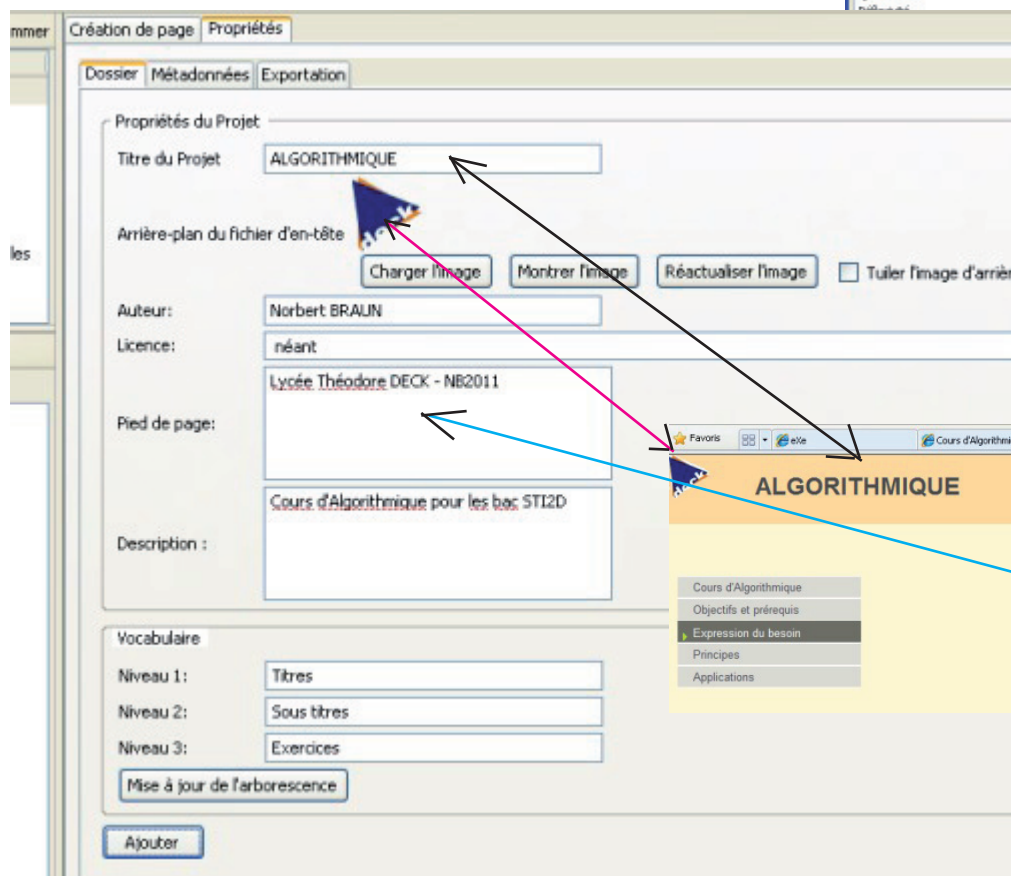 mmer
Création de page Propriétés
Dossier Métadonnées Exportation
Propriétés du Projet
Titre du Projet ALGORITHMIQUE
deck
Arrière-plan du fichier d'en-tête
les
Charger l'image Montrer l'image Réactualiser l'image Tuiler l'image d'arrièr
Auteur: Norbert BRAUN
Licence: néant
Lycée Théodore DECK - NB2011
Pied de page:
Favoris eXe Cours d'Algorithmi
deck
ALGORITHMIQUE
Cours d'Algorithmique pour les bac STI2D
Description :
Cours d'Algorithmique
Objectifs et prérequis
Expression du besoin
Principes
Applications
Vocabulaire
Niveau 1: Titres
Niveau 2: Sous titres
Niveau 3: Exercices
Mise à jour de l'arborescence
Ajouter